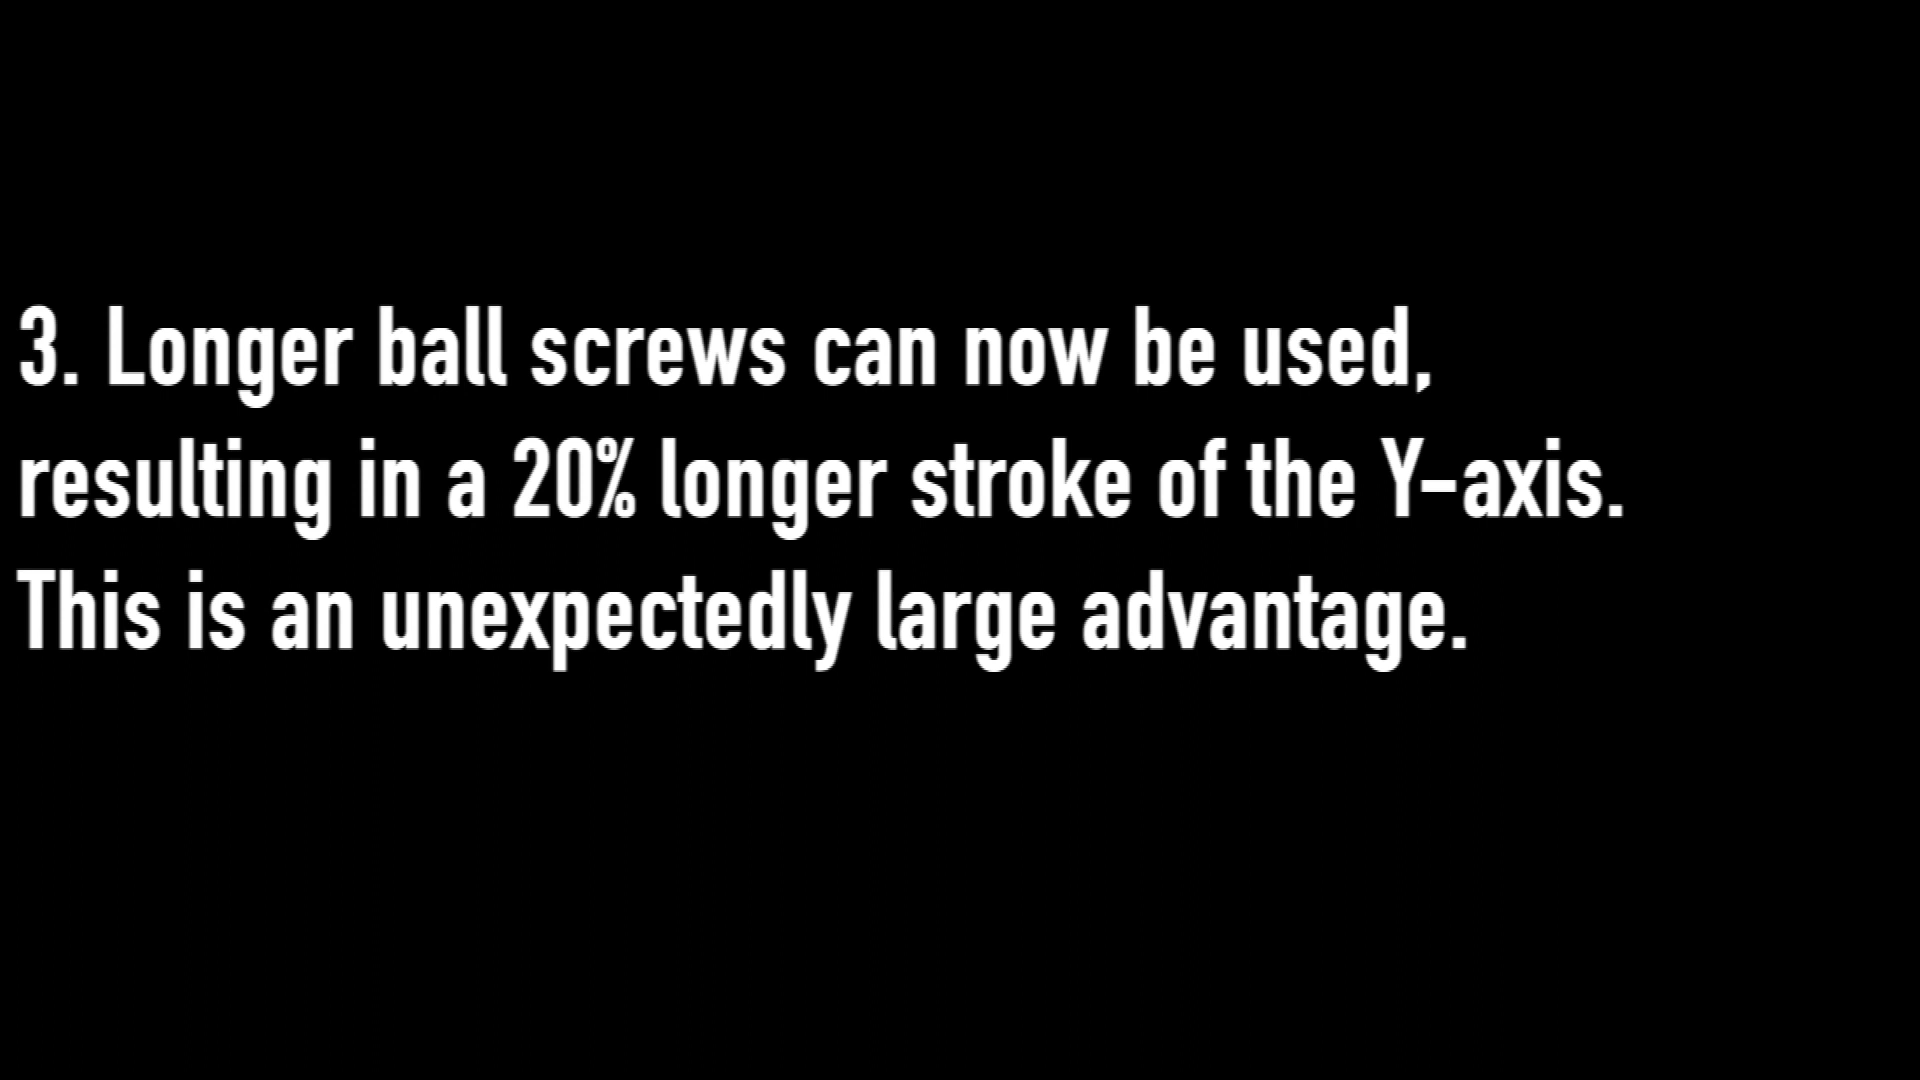 3. Longer ball screws can now be used,
resulting in a 20% longer stroke of the Y-axis.
This is an unexpectedly large advantage.